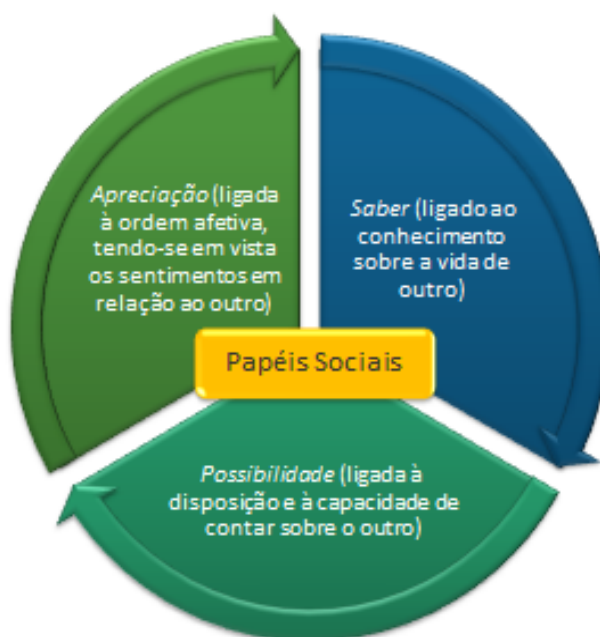 Apreciação (ligada
à ordem afetiva,
tendo-se em vista
os sentimentos em
relação ao outro)
Saber (ligado ao
conhecimento
sobre a vida de
outro)
Papéis Sociais
Possibilidade (ligada à
disposição e à capacidade de
contar sobre o outro)